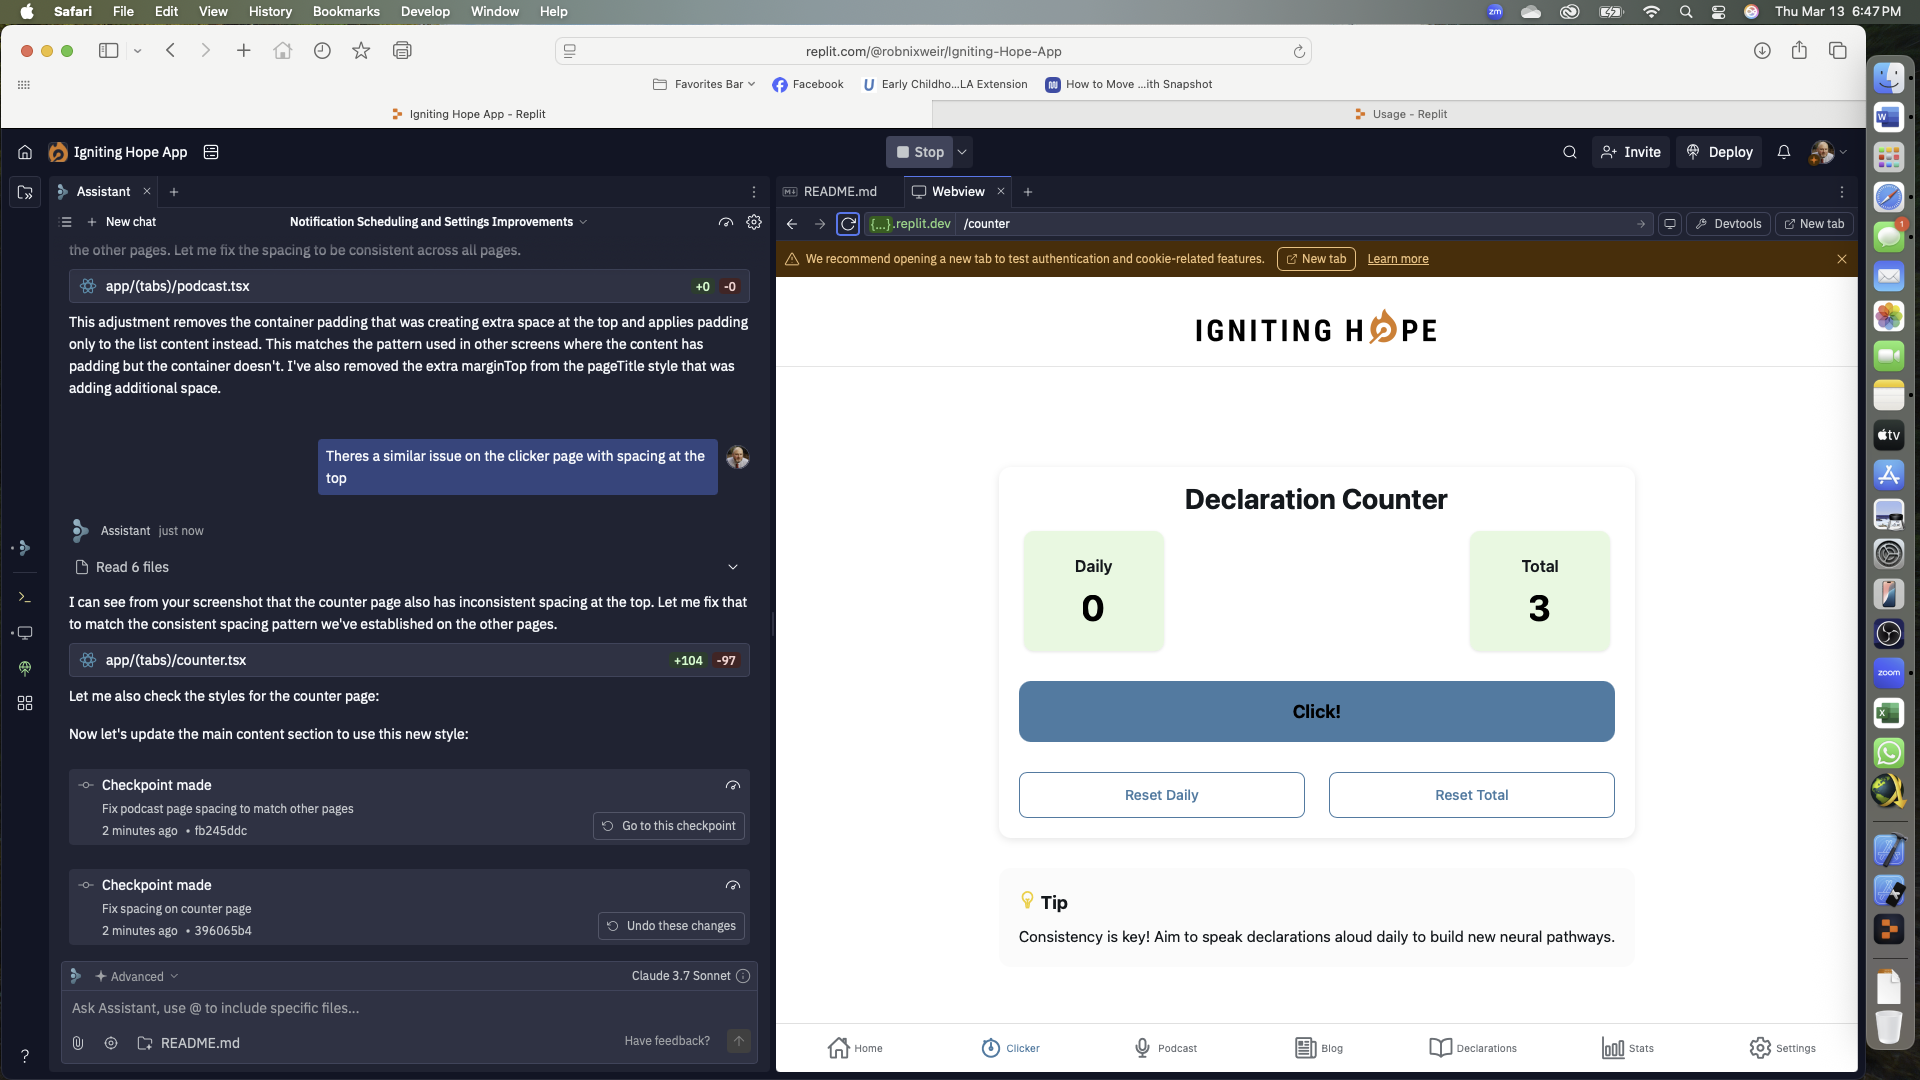 Safari File Edit View History Bookmarks Develop Window Help
zm
Thu Mar 13 6:47 PM
replit.com/@robnixweir/Igniting-Hope-App
Favorites Bar
Facebook
Early Childho...LA Extension
How to Move ...ith Snapshot
Igniting Hope App - Replit
Usage - Replit
Igniting Hope App
Stop
Invite
Deploy
Assistant
README.md
Webview
New chat
Notification Scheduling and Settings Improvements
{...}.replit.dev
/counter
Devtools
New tab
We recommend opening a new tab to test authentication and cookie-related features.
New tab
Learn more
the other pages. Let me fix the spacing to be consistent across all pages.
app/(tabs)/podcast.tsx
+0 -0
This adjustment removes the container padding that was creating extra space at the top and applies padding
only to the list content instead. This matches the pattern used in other screens where the content has
padding but the container doesn't. I've also removed the extra marginTop from the pageTitle style that was
adding additional space.
Theres a similar issue on the clicker page with spacing at the
top
Assistant just now
Read 6 files
I can see from your screenshot that the counter page also has inconsistent spacing at the top. Let me fix that
to match the consistent spacing pattern we've established on the other pages.
app/(tabs)/counter.tsx
+104 -97
Let me also check the styles for the counter page:
Now let's update the main content section to use this new style:
Checkpoint made
Fix podcast page spacing to match other pages
2 minutes ago • fb245ddc
Go to this checkpoint
Checkpoint made
Fix spacing on counter page
2 minutes ago • 396065b4
Undo these changes
Advanced
Claude 3.7 Sonnet
Ask Assistant, use @ to include specific files...
README.md
Have feedback?
IGNITING HOPE
Declaration Counter
Daily
0
Total
3
Click!
Reset Daily
Reset Total
Tip
Consistency is key! Aim to speak declarations aloud daily to build new neural pathways.
Home
Clicker
Podcast
Blog
Declarations
Stats
Settings
1
tv
zoom